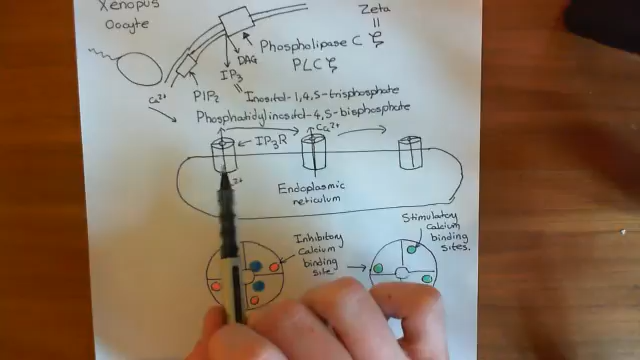 Xenopus
Oocyte
Zeta
=
ζ
Phospholipase C
PLC ζ
DAG
IP3
= Inositol-1,4,5-trisphosphate
PIP2
Phosphatidylinositol-4,5-bisphosphate
Ca2+
Ca2+
IP3R
2+
Endoplasmic
reticulum
Stimulatory
Calcium
binding
sites.
Inhibitory
Calcium
binding
site